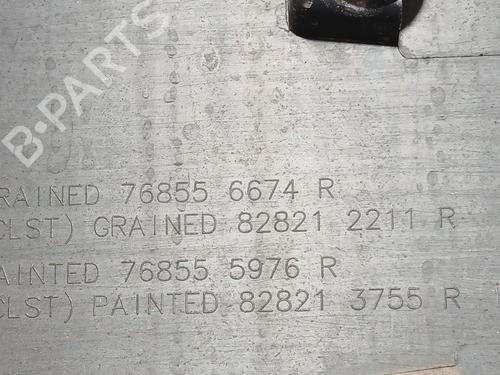 B-PARTS
RAINED 76855 6674 R
CLST) GRAINED 82821 2211 R
AINTED 76855 5976 R
CLST) PAINTED 82821 3755 R